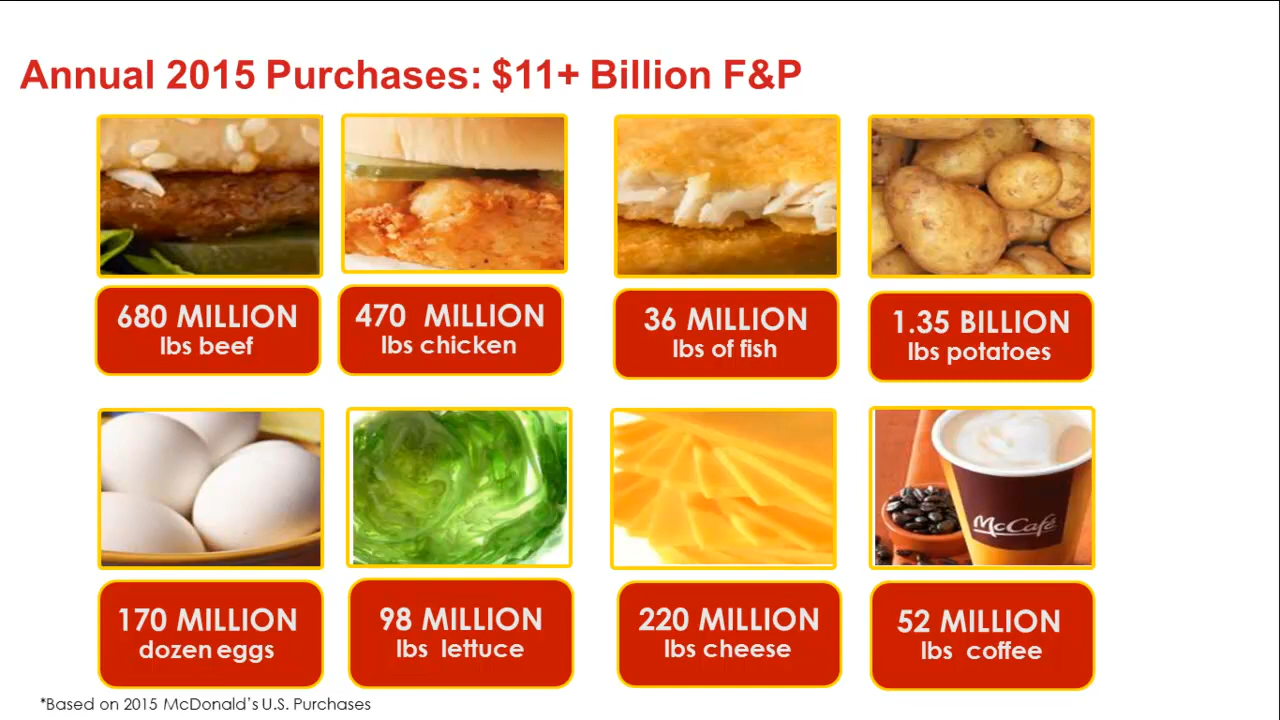 Annual 2015 Purchases: $11+ Billion F&P
680 MILLION
lbs beef
470 MILLION
lbs chicken
36 MILLION
lbs of fish
1.35 BILLION
lbs potatoes
McCafé
170 MILLION
dozen eggs
98 MILLION
lbs lettuce
220 MILLION
lbs cheese
52 MILLION
lbs coffee
*Based on 2015 McDonald's U.S. Purchases